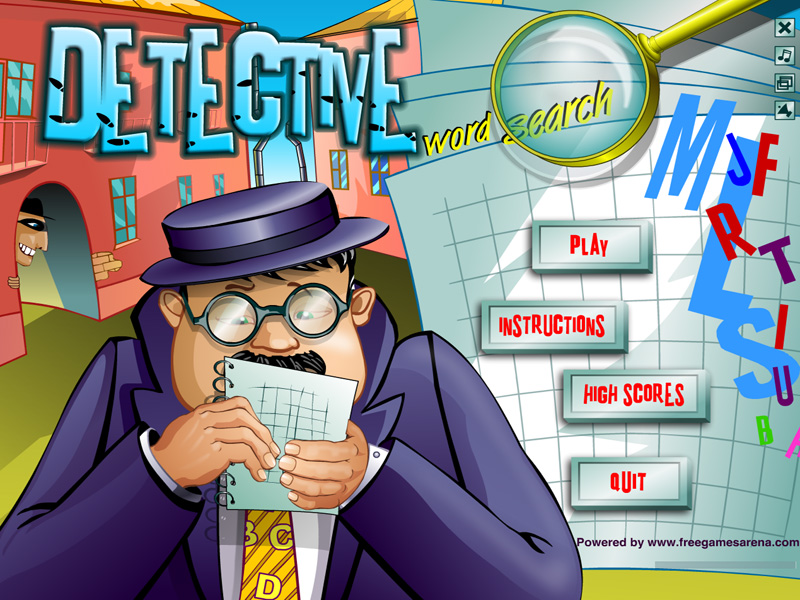 DETECTIVE
word search
M J F
R T
L I
S U
B A
PLAY
INSTRUCTIONS
HIGH SCORES
QUIT
B C
D
Powered by www.freegamesarena.com